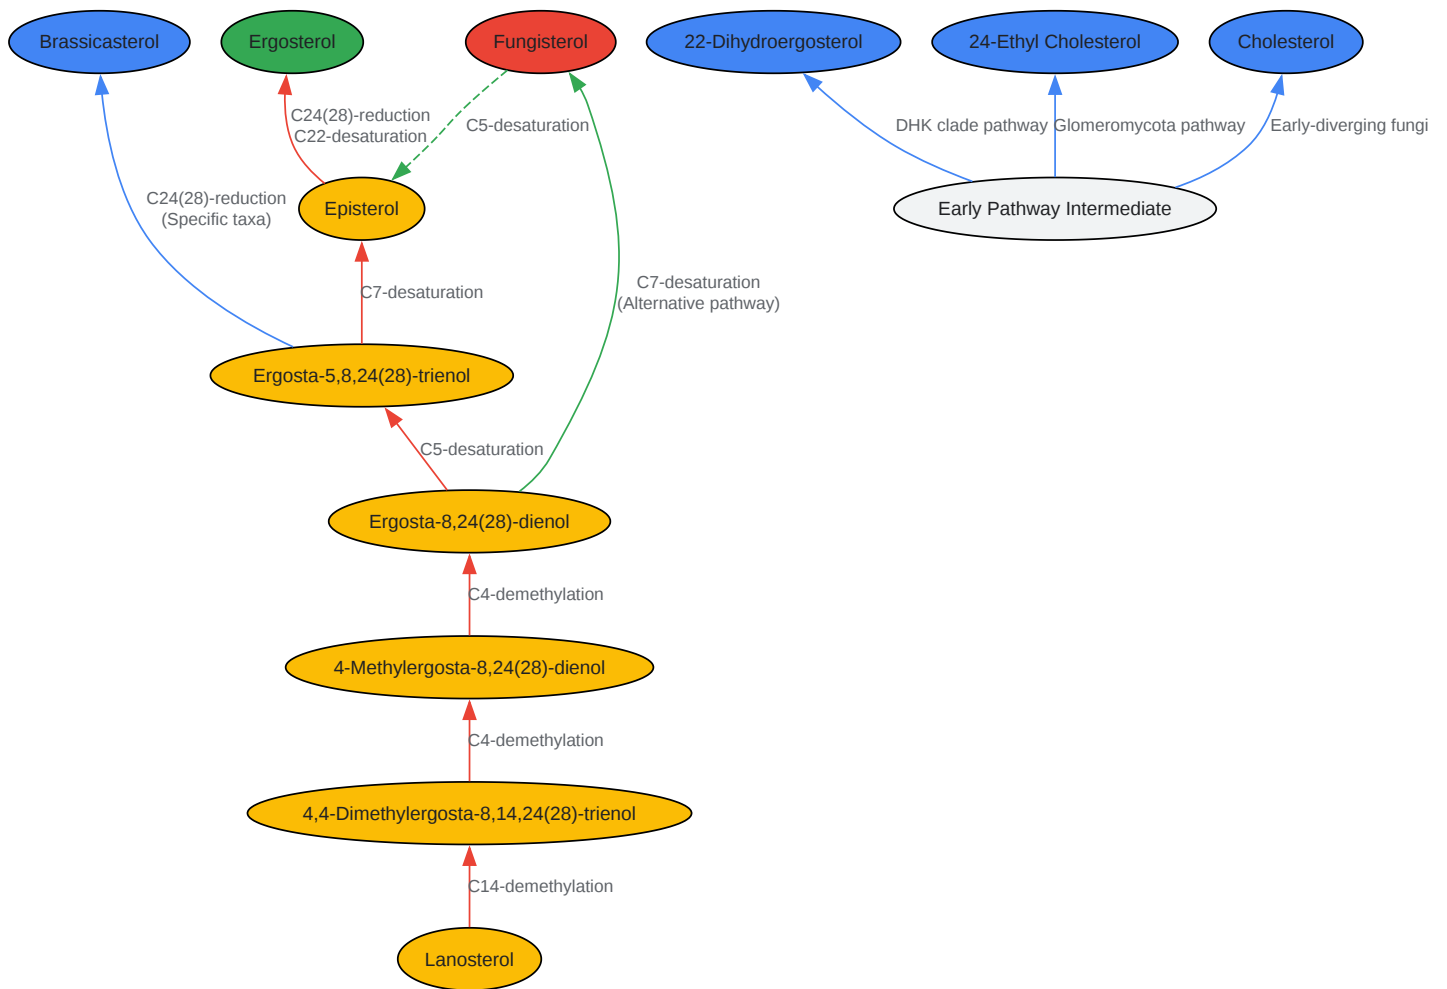 Brassicasterol
Ergosterol
Fungisterol
22-Dihydroergosterol
24-Ethyl Cholesterol
Cholesterol
C24(28)-reduction
C22-desaturation
C5-desaturation
DHK clade pathway
Glomeromycota pathway
Early-diverging fungi
C24(28)-reduction
(Specific taxa)
Episterol
Early Pathway Intermediate
C7-desaturation
C7-desaturation
(Alternative pathway)
Ergosta-5,8,24(28)-trienol
C5-desaturation
Ergosta-8,24(28)-dienol
C4-demethylation
4-Methylergosta-8,24(28)-dienol
C4-demethylation
4,4-Dimethylergosta-8,14,24(28)-trienol
C14-demethylation
Lanosterol